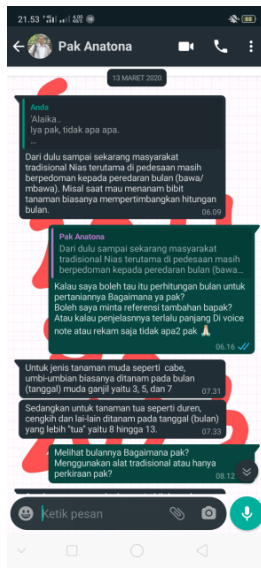 21.53
Pak Anatona
13 MARET 2020
Anda
'Alaika..
Iya pak, tidak apa apa.
...
Dari dulu sampai sekarang masyarakat
tradisional Nias terutama di pedesaan masih
berpedoman kepada peredaran bulan (bawa/
mbawa). Misal saat mau menanam bibit
tanaman biasanya mempertimbangkan hitungan
bulan.
06.09
Pak Anatona
Dari dulu sampai sekarang masyarakat
tradisional Nias terutama di pedesaan masih
berpedoman kepada peredaran bulan (bawa...
Kalau saya boleh tau itu perhitungan bulan untuk
pertaniannya Bagaimana ya pak?
Boleh saya minta referensi tambahan bapak?
Atau kalau penjelasannya terlalu panjang Di voice
note atau rekam saja tidak apa2 pak 🙏
06.16
Untuk jenis tanaman muda seperti cabe,
umbi-umbian biasanya ditanam pada bulan
(tanggal) muda ganjil yaitu 3, 5, dan 7
07.31
Sedangkan untuk tanaman tua seperti duren,
cengkih dan lai-lain ditanam pada tanggal (bulan)
yang lebih "tua" yaitu 8 hingga 13.
07.33
Melihat bulannya Bagaimana pak?
Menggunakan alat tradisional atau hanya
perkiraan pak?
08.12
Ketik pesan